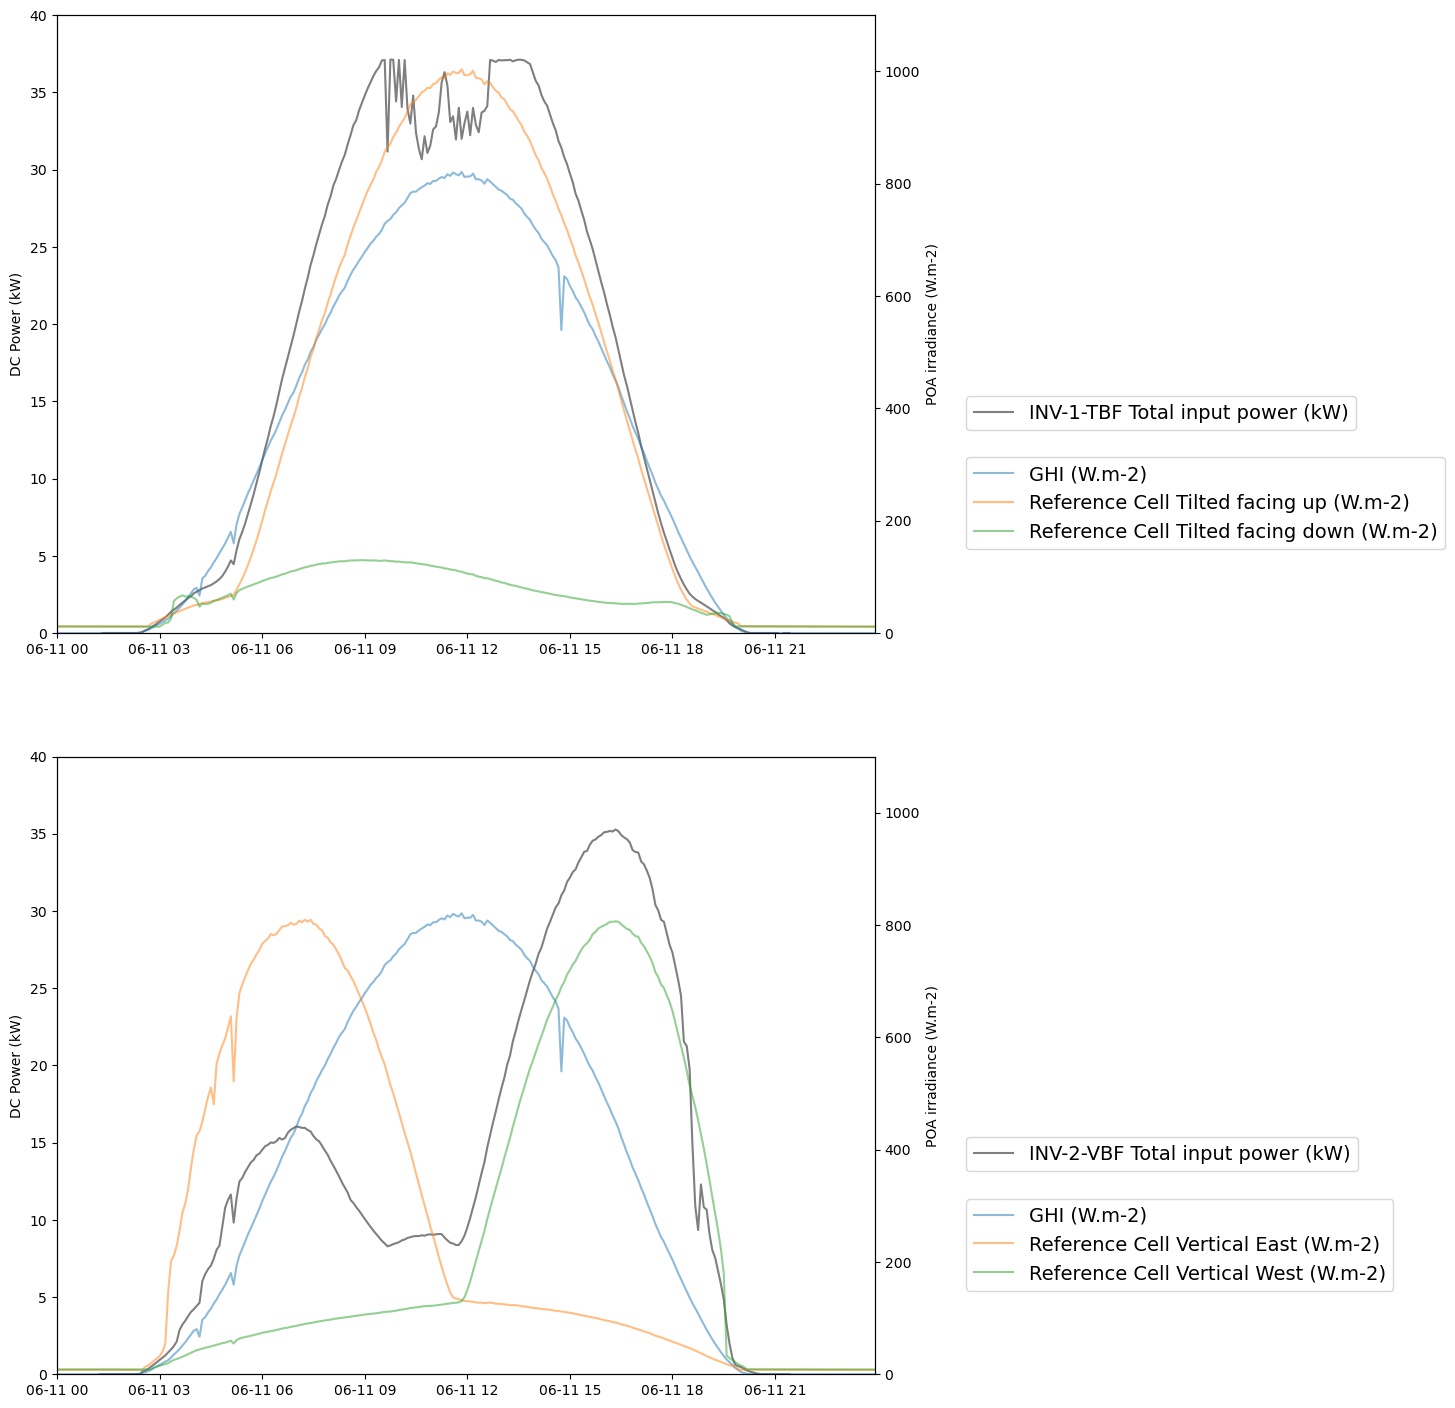 40
35
30
25
20
15
10
5
0
DC Power (kW)
1000
800
600
400
200
0
POA irradiance (W.m-2)
06-11 00 06-11 03 06-11 06 06-11 09 06-11 12 06-11 15 06-11 18 06-11 21
INV-1-TBF Total input power (kW)
GHI (W.m-2)
Reference Cell Tilted facing up (W.m-2)
Reference Cell Tilted facing down (W.m-2)
40
35
30
25
20
15
10
5
0
DC Power (kW)
1000
800
600
400
200
0
POA irradiance (W.m-2)
06-11 00 06-11 03 06-11 06 06-11 09 06-11 12 06-11 15 06-11 18 06-11 21
INV-2-VBF Total input power (kW)
GHI (W.m-2)
Reference Cell Vertical East (W.m-2)
Reference Cell Vertical West (W.m-2)